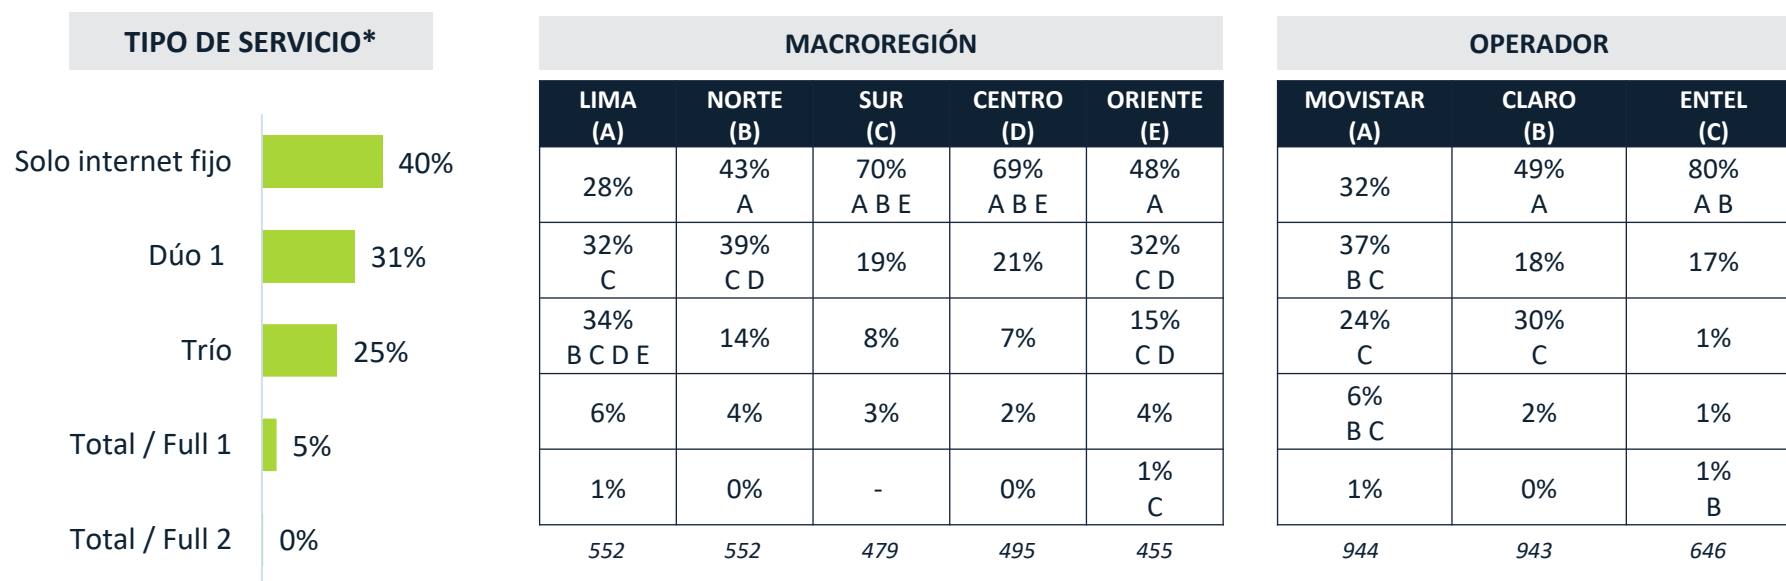 TIPO DE SERVICIO*
Solo internet fijo 40%
Dúo 1 31%
Trío 25%
Total / Full 1 5%
Total / Full 2 0%
MACROREGIÓN
LIMA NORTE SUR CENTRO ORIENTE
(A) (B) (C) (D) (E)
28% 43% 70% 69% 48%
A A B E A B E A
32% 39% 19% 21% 32%
C C D C D
34% 14% 8% 7% 15%
B C D E C D
6% 4% 3% 2% 4%
1% 0% - 0% 1%
C
552 552 479 495 455
OPERADOR
MOVISTAR CLARO ENTEL
(A) (B) (C)
32% 49% 80%
A A B
37% 18% 17%
B C
24% 30% 1%
C C
6% 2% 1%
B C
1% 0% 1%
B
944 943 646